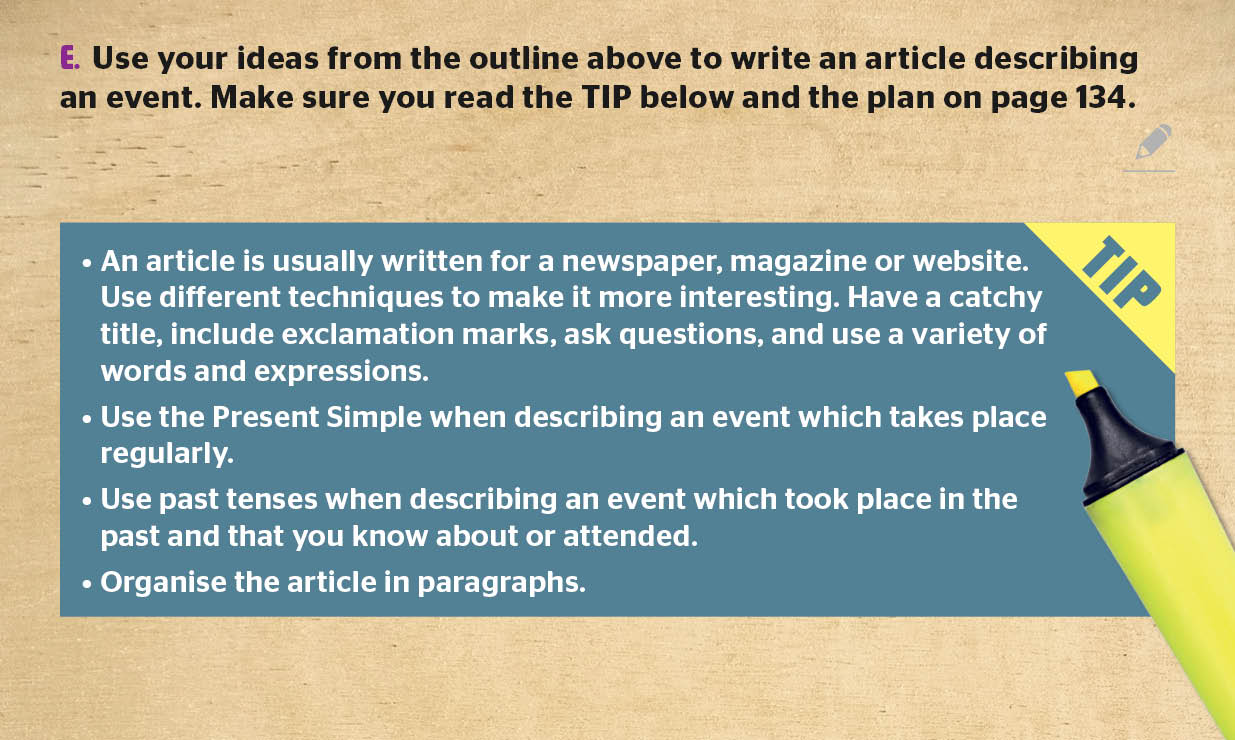 E. Use your ideas from the outline above to write an article describing
an event. Make sure you read the TIP below and the plan on page 134.
TIP
• An article is usually written for a newspaper, magazine or website.
Use different techniques to make it more interesting. Have a catchy
title, include exclamation marks, ask questions, and use a variety of
words and expressions.
• Use the Present Simple when describing an event which takes place
regularly.
• Use past tenses when describing an event which took place in the
past and that you know about or attended.
• Organise the article in paragraphs.